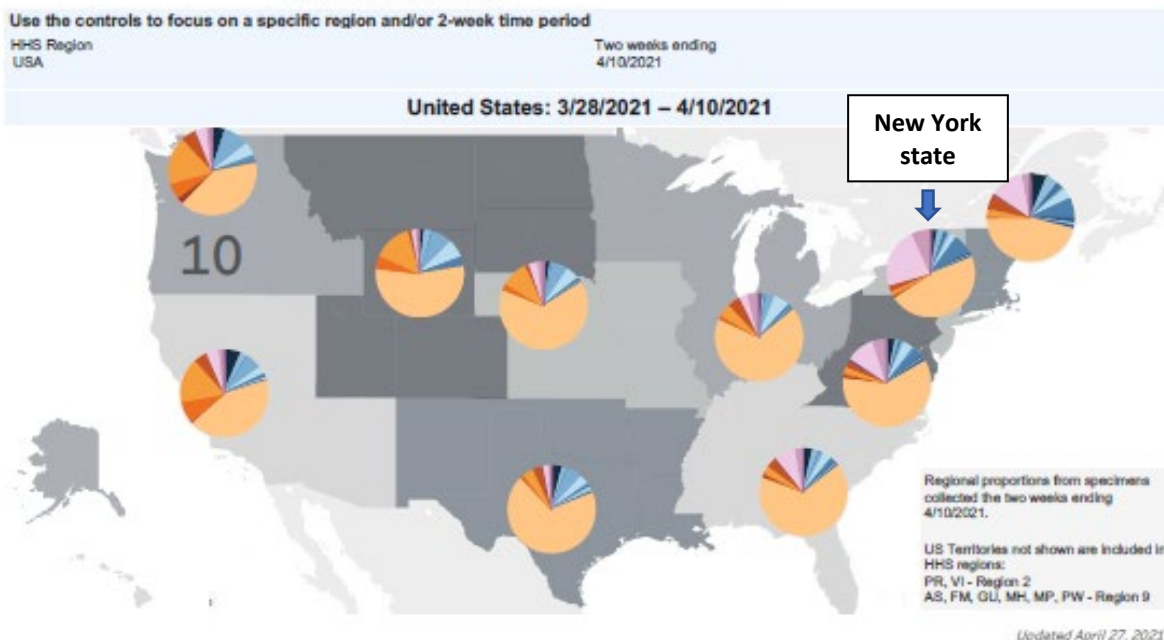 Use the controls to focus on a specific region and/or 2-week time period
HHS Region
USA
Two weeks ending
4/10/2021
United States: 3/28/2021 – 4/10/2021
New York
state
10
Regional proportions from specimens
collected the two weeks ending
4/10/2021.
US Territories not shown are included in
HHS regions:
PR, VI - Region 2
AS, FM, GU, MH, MP, PW - Region 9
Updated April 27, 2021